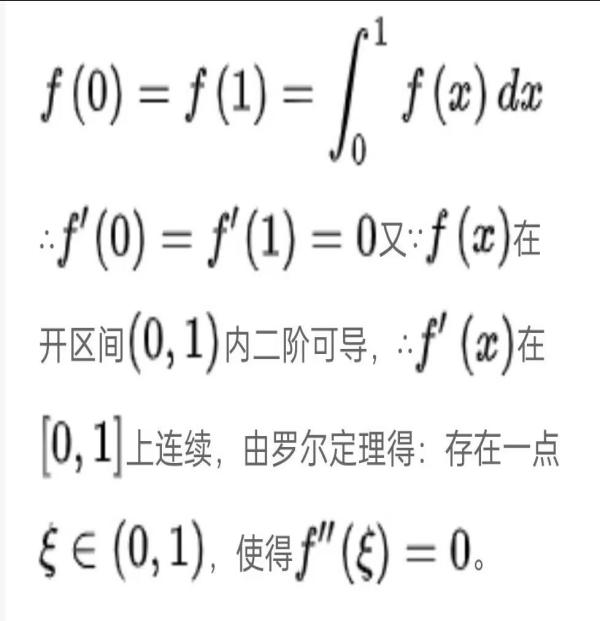 f(0) = f(1) = ∫₀¹ f(x) dx
∴f′(0) = f′(1) = 0又∵f(x)在
开区间(0, 1)内二阶可导，∴f′(x)在
[0, 1]上连续，由罗尔定理得：存在一点
ξ ∈ (0, 1)，使得f″(ξ) = 0。